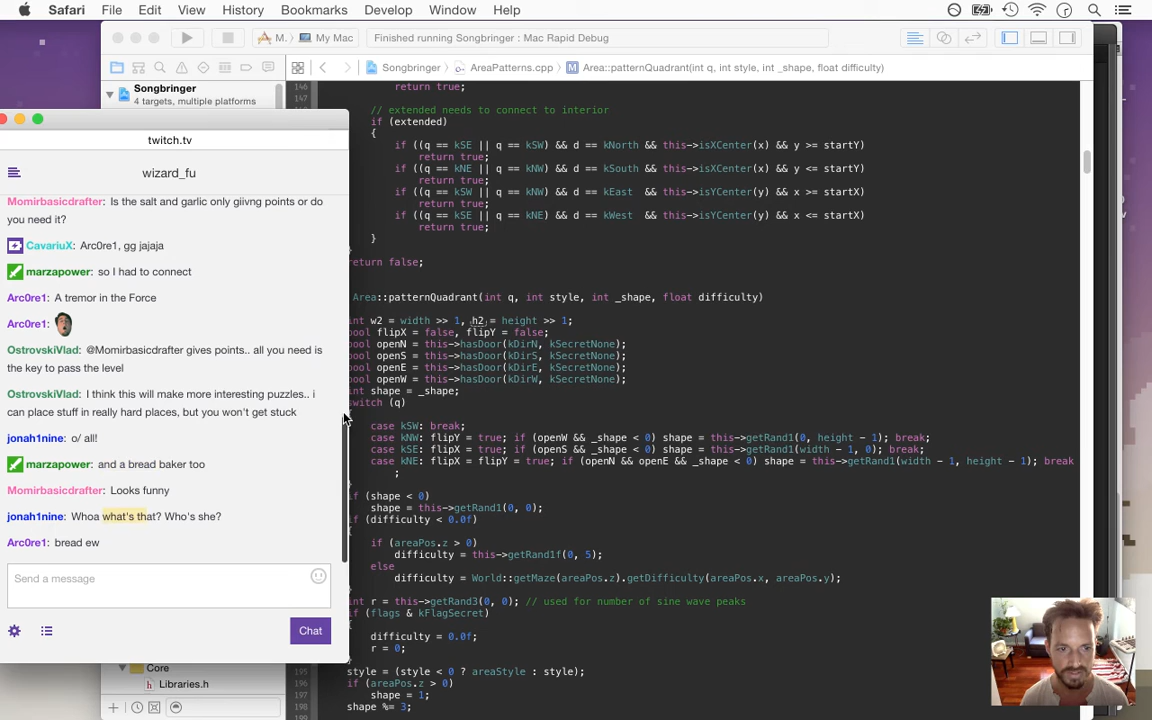 Safari File Edit View History Bookmarks Develop Window Help
M. My Mac Finished running Songbringer : Mac Rapid Debug
Songbringer AreaPatterns.cpp M Area::patternQuadrant(int q, int style, int _shape, float difficulty)
Songbringer
4 targets, multiple platforms
twitch.tv
wizard_fu
Momirbasicdrafter: Is the salt and garlic only giivng points or do
you need it?
CavariuX: Arc0re1, gg jajaja
marzapower: so I had to connect
Arc0re1: A tremor in the Force
Arc0re1:
OstrovskiVlad: @Momirbasicdrafter gives points.. all you need is
the key to pass the level
OstrovskiVlad: I think this will make more interesting puzzles.. i
can place stuff in really hard places, but you won't get stuck
jonah1nine: o/ all!
marzapower: and a bread baker too
Momirbasicdrafter: Looks funny
jonah1nine: Whoa what's that? Who's she?
Arc0re1: bread ew
Send a message
Chat
Core
Libraries.h
146 return true;
147
148 // extended needs to connect to interior
if (extended)
{
if ((q == kSE || q == kSW) && d == kNorth && this->isXCenter(x) && y >= startY)
return true;
if ((q == kNE || q == kNW) && d == kSouth && this->isXCenter(x) && y <= startY)
return true;
if ((q == kSW || q == kNW) && d == kEast && this->isYCenter(y) && x >= startX)
return true;
if ((q == kSE || q == kNE) && d == kWest && this->isYCenter(y) && x <= startX)
return true;
}
return false;
Area::patternQuadrant(int q, int style, int _shape, float difficulty)
int w2 = width >> 1, h2 = height >> 1;
bool flipX = false, flipY = false;
bool openN = this->hasDoor(kDirN, kSecretNone);
bool openS = this->hasDoor(kDirS, kSecretNone);
bool openE = this->hasDoor(kDirE, kSecretNone);
bool openW = this->hasDoor(kDirW, kSecretNone);
int shape = _shape;
switch (q)
case kSW: break;
case kNW: flipY = true; if (openW && _shape < 0) shape = this->getRand1(0, height - 1); break;
case kSE: flipX = true; if (openS && _shape < 0) shape = this->getRand1(width - 1, 0); break;
case kNE: flipX = flipY = true; if (openN && openE && _shape < 0) shape = this->getRand1(width - 1, height - 1); break
;
if (shape < 0)
shape = this->getRand1(0, 0);
if (difficulty < 0.0f)
{
if (areaPos.z > 0)
difficulty = this->getRand1f(0, 5);
else
difficulty = World::getMaze(areaPos.z).getDifficulty(areaPos.x, areaPos.y);
int r = this->getRand3(0, 0); // used for number of sine wave peaks
if (flags & kFlagSecret)
{
difficulty = 0.0f;
r = 0;
}
195 style = (style < 0 ? areaStyle : style);
196 if (areaPos.z > 0)
197 shape = 1;
198 shape %= 3;
199